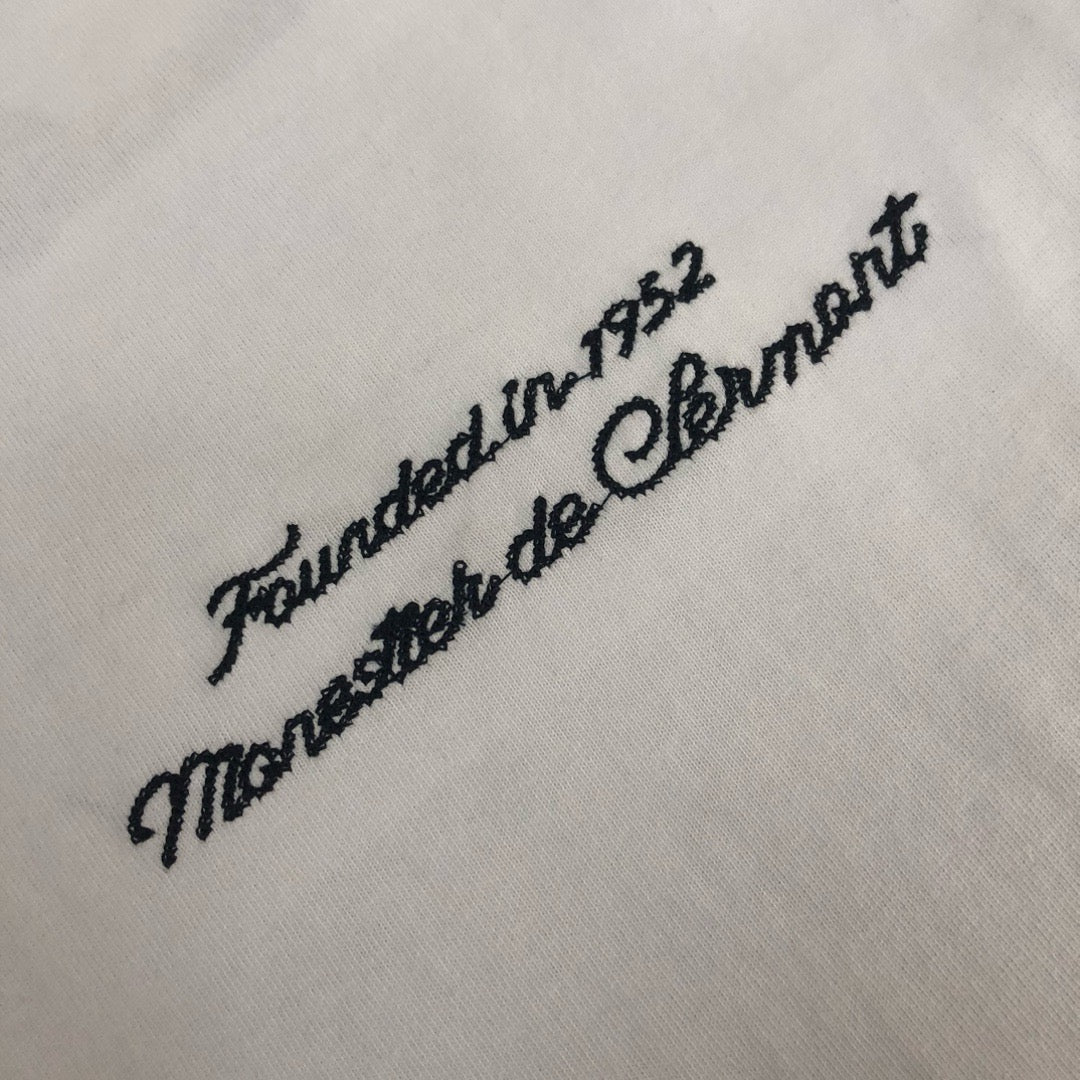 Founded in 1952
Monestier de Clermont